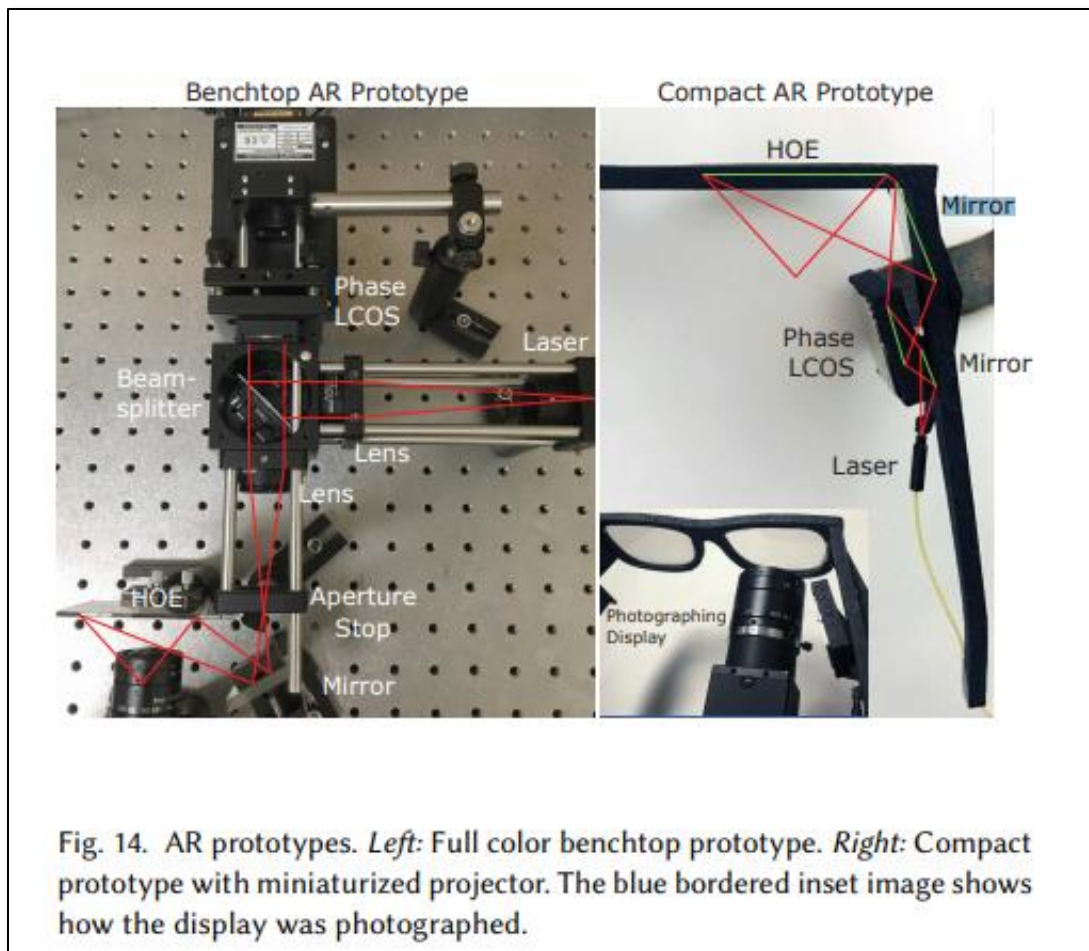 Benchtop AR Prototype
Compact AR Prototype
Phase
LCOS
Laser
Beam-
splitter
Lens
Lens
HOE
Aperture
Stop
Mirror
HOE
Mirror
Phase
LCOS
Mirror
Laser
Photographing
Display
Fig. 14. AR prototypes. Left: Full color benchtop prototype. Right: Compact
prototype with miniaturized projector. The blue bordered inset image shows
how the display was photographed.